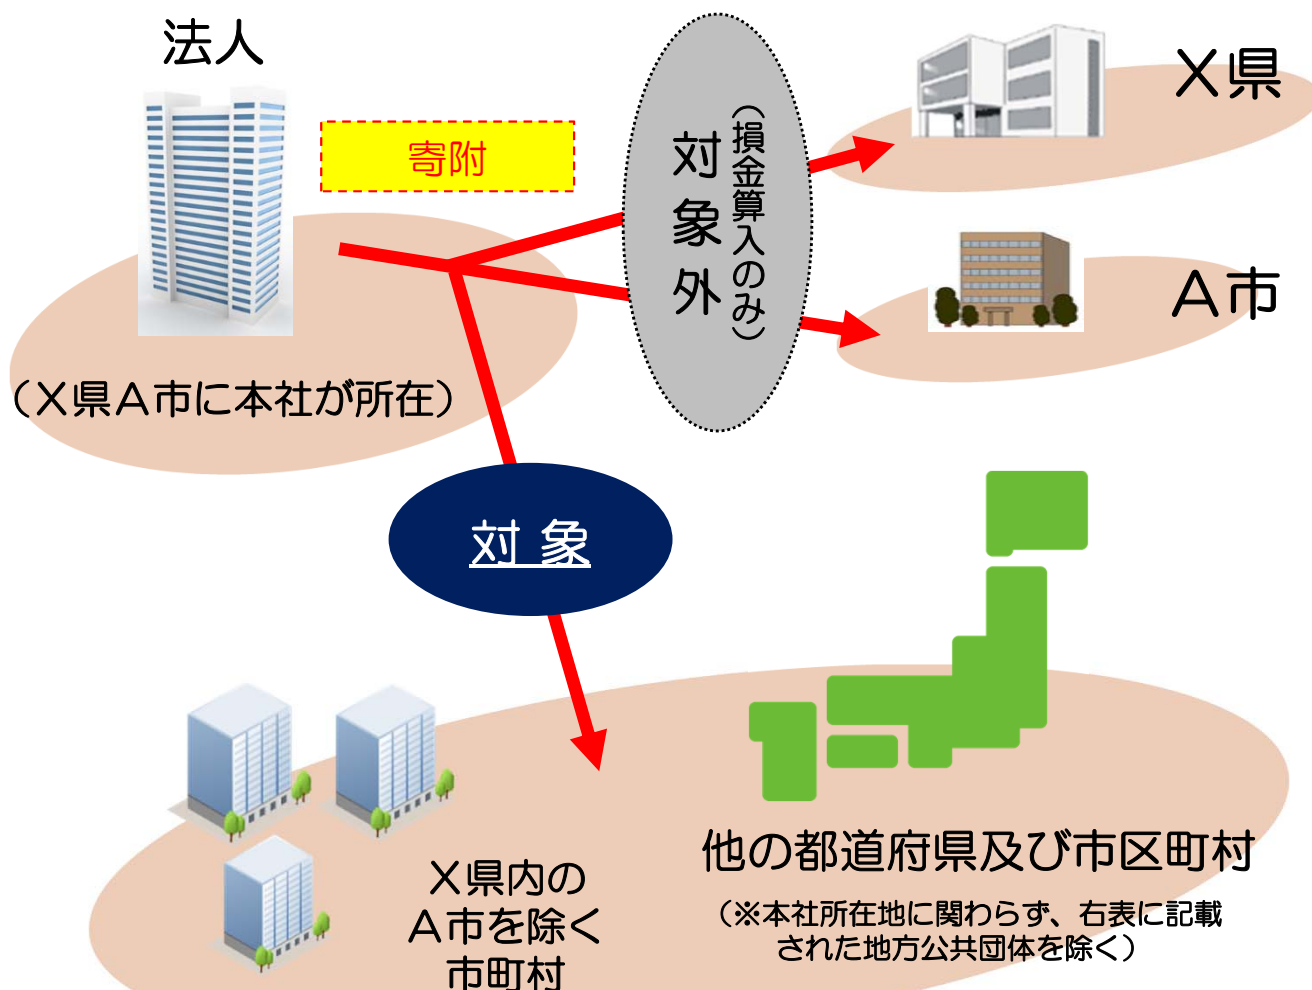 法人
寄附
対象外
（損金算入のみ）
X県
A市
（X県A市に本社が所在）
対象
X県内の
A市を除く
市町村
他の都道府県及び市区町村
（※本社所在地に関わらず、右表に記載
された地方公共団体を除く）